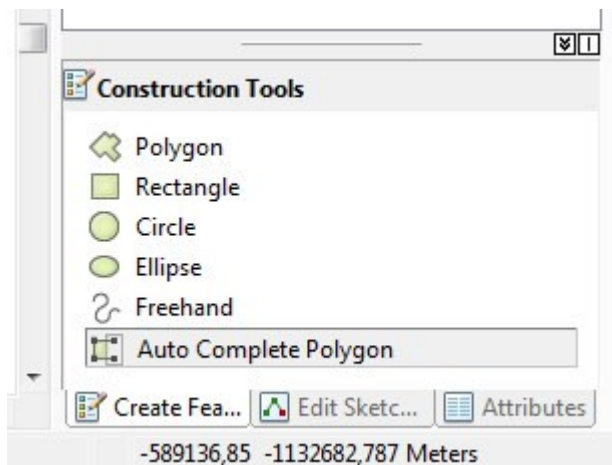 Construction Tools
Polygon
Rectangle
Circle
Ellipse
Freehand
Auto Complete Polygon
Create Fea... Edit Sketc... Attributes
-589136,85 -1132682,787 Meters